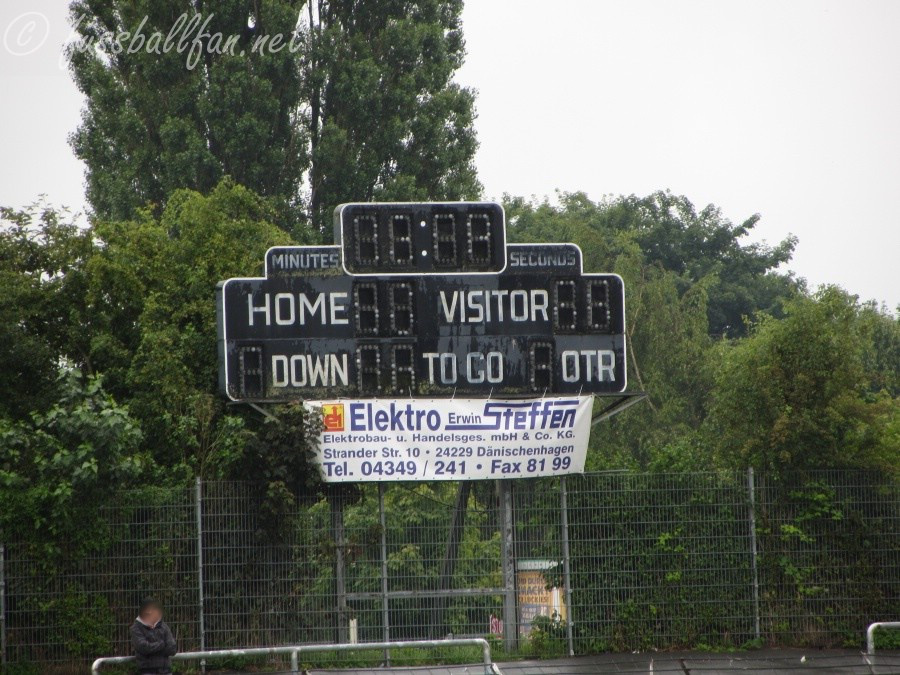 © fussballfan.net
MINUTES SECONDS
HOME VISITOR
DOWN TO GO QTR
Elektro Erwin Steffen
Elektrobau- u. Handelsges. mbH & Co. KG
Strander Str. 10 • 24229 Dänischenhagen
Tel. 04349 / 241 • Fax 81 99